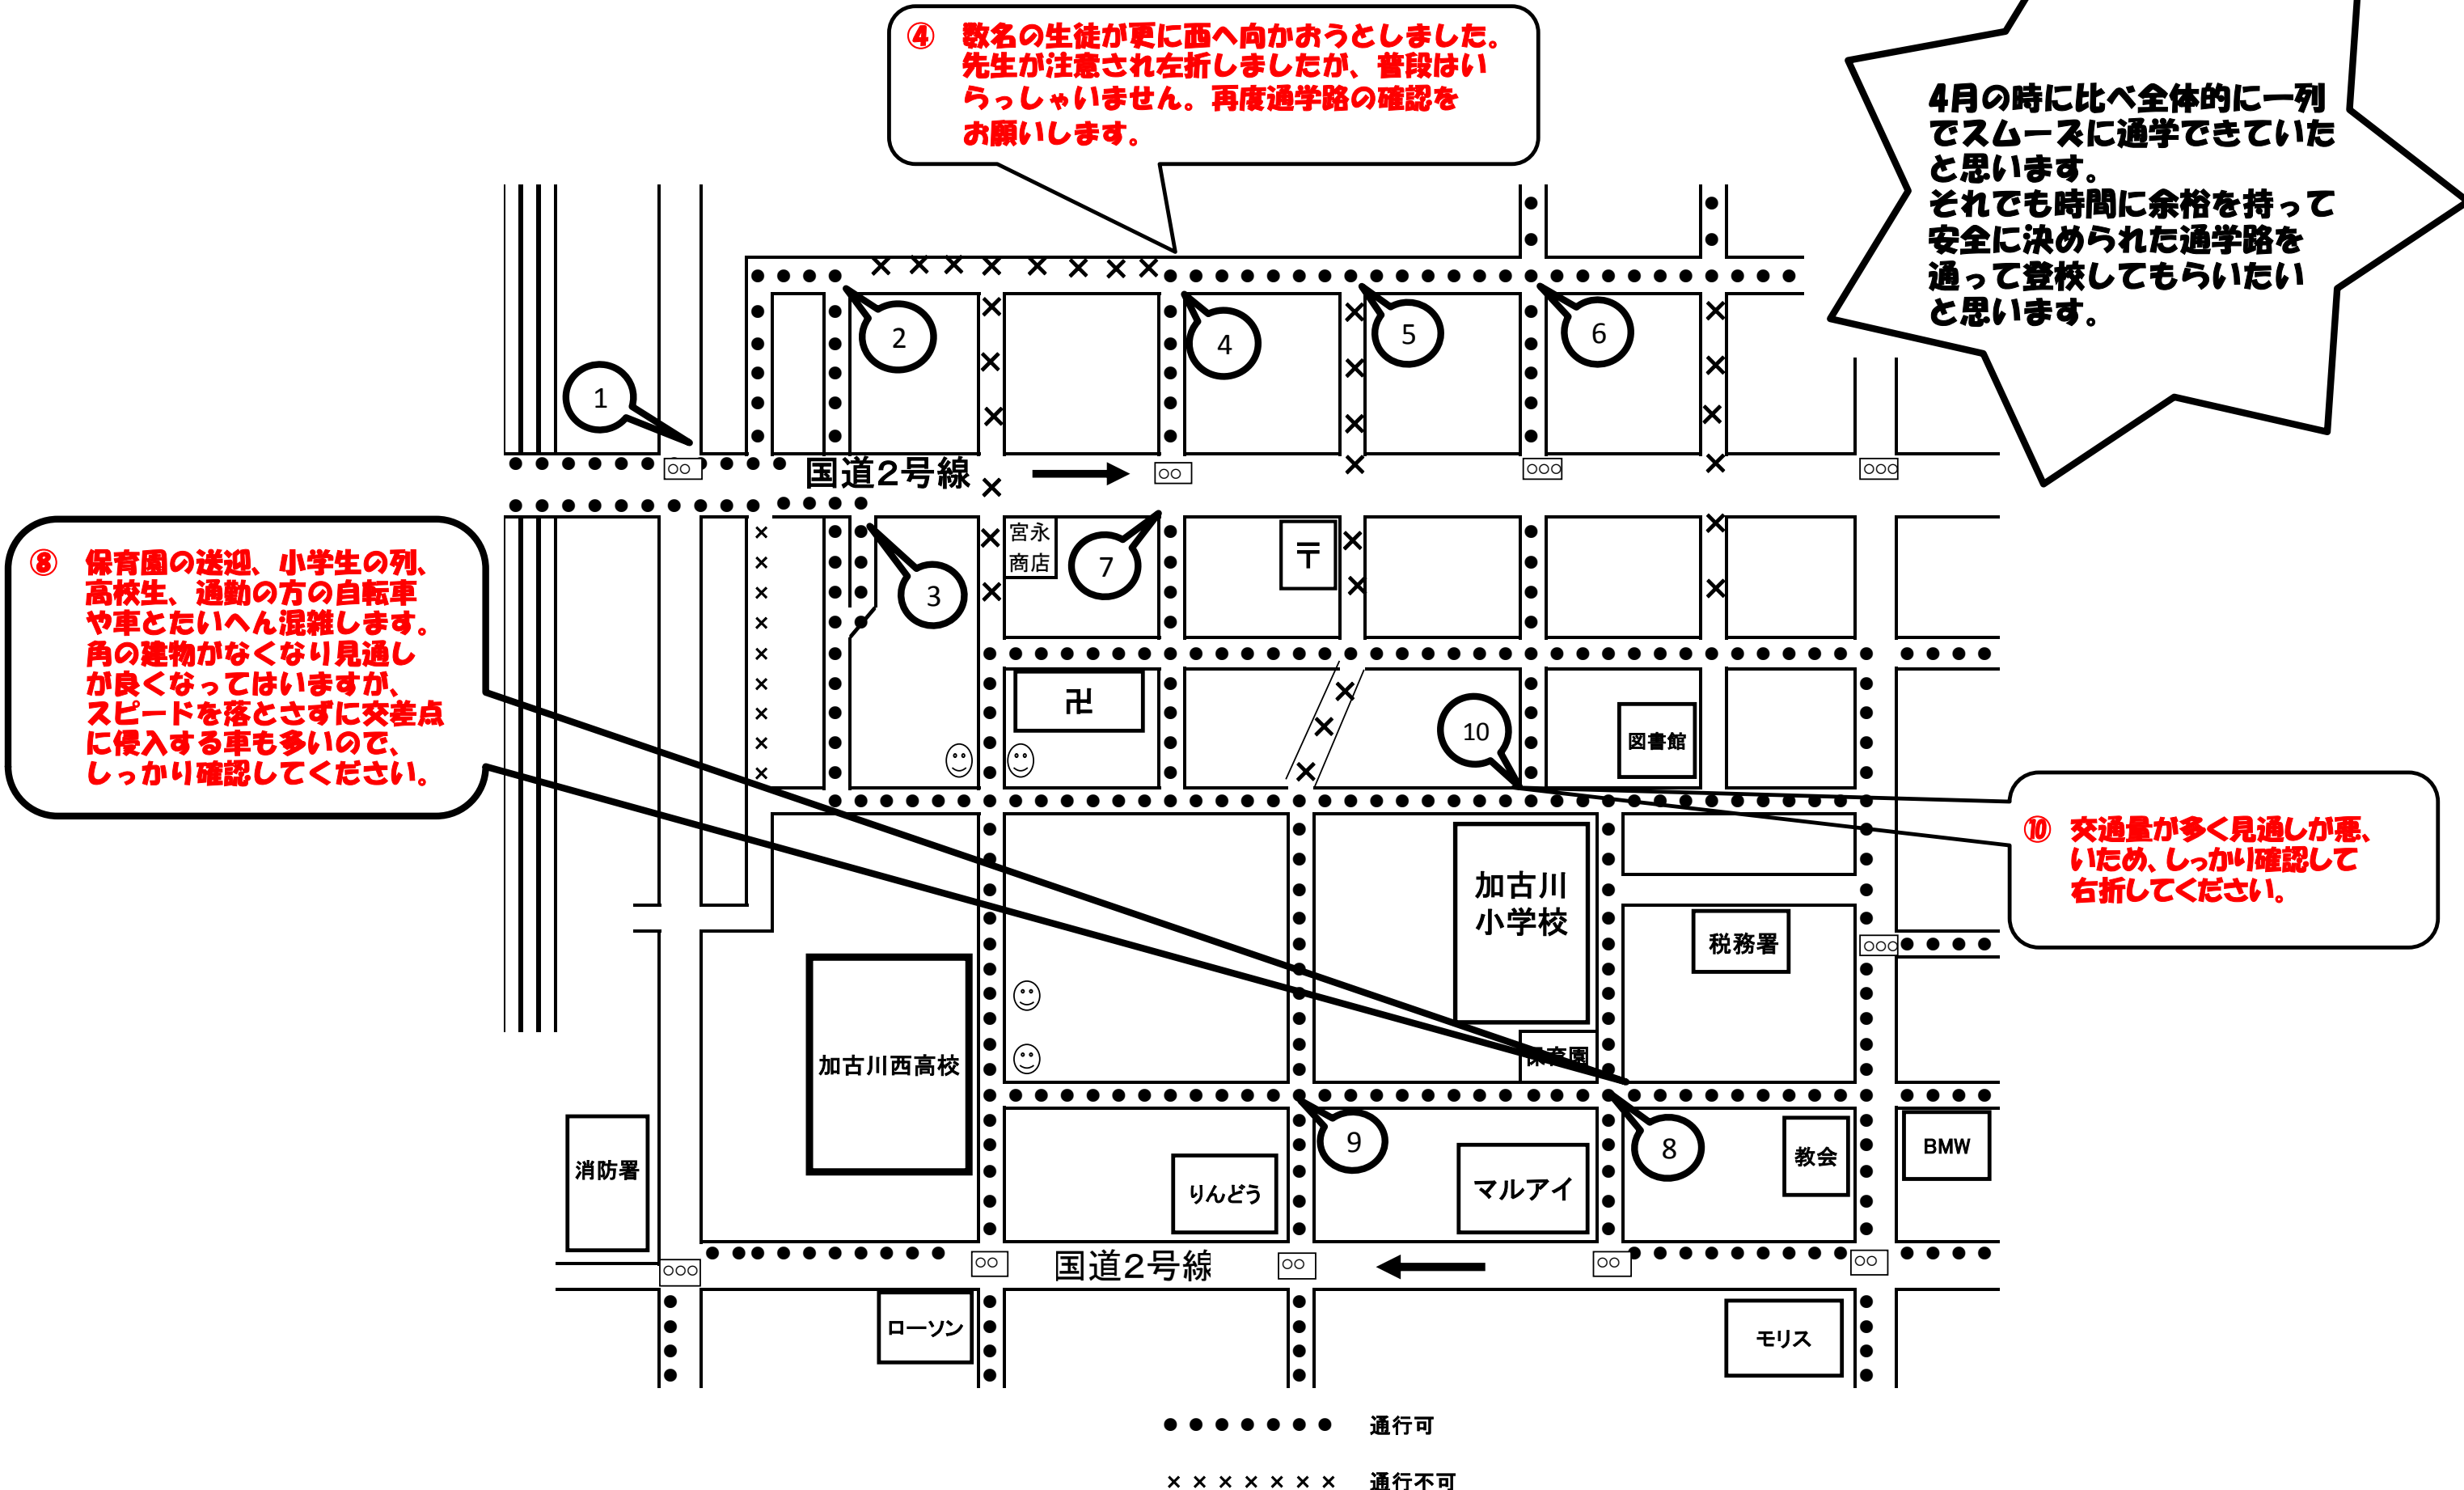 ④ 数名の生徒が更に西へ向かおうとしました。
先生が注意され左折しましたが、普段はい
らっしゃいません。再度通学路の確認を
お願いします。
4月の時に比べ全体的に一列
でスムーズに通学できていた
と思います。
それでも時間に余裕を持って
安全に決められた通学路を
通って登校してもらいたい
と思います。
2
4
5
6
1
国道2号線
⑧ 保育園の送迎、小学生の列、
高校生、通勤の方の自転車
や車とたいへん混雑します。
角の建物がなくなり見通し
が良くなってはいますが、
スピードを落とさずに交差点
に侵入する車も多いので、
しっかり確認してください。
宮永
商店
7
〒
3
卍
10
図書館
⑩ 交通量が多く見通しが悪、
いため、しっかり確認して
右折してください。
加古川
小学校
税務署
加古川西高校
保育園
消防署
りんどう
9
マルアイ
8
教会
BMW
国道2号線
ローソン
モリス
通行可
通行不可